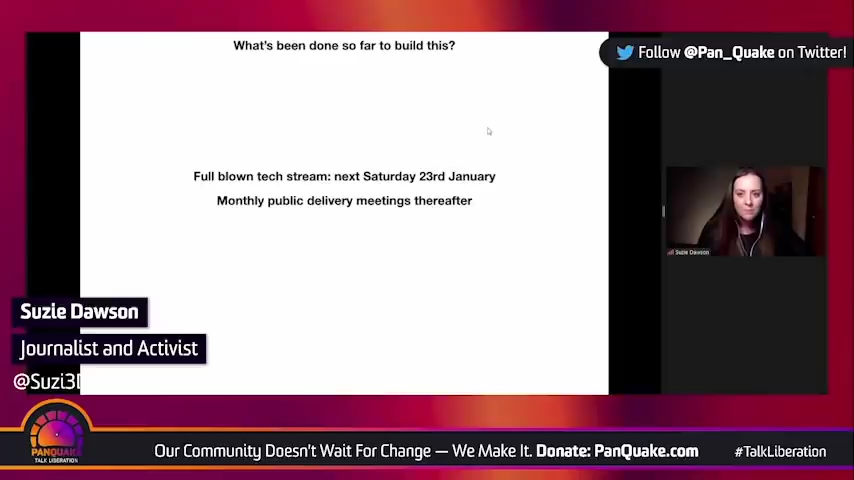 What's been done so far to build this?
Follow @Pan_Quake on Twitter!
Full blown tech stream: next Saturday 23rd January
Monthly public delivery meetings thereafter
Suzie Dawson
Suzie Dawson
Journalist and Activist
@Suzi3D
PANQUAKE
TALK LIBERATION
Our Community Doesn't Wait For Change — We Make It. Donate: PanQuake.com
#TalkLiberation